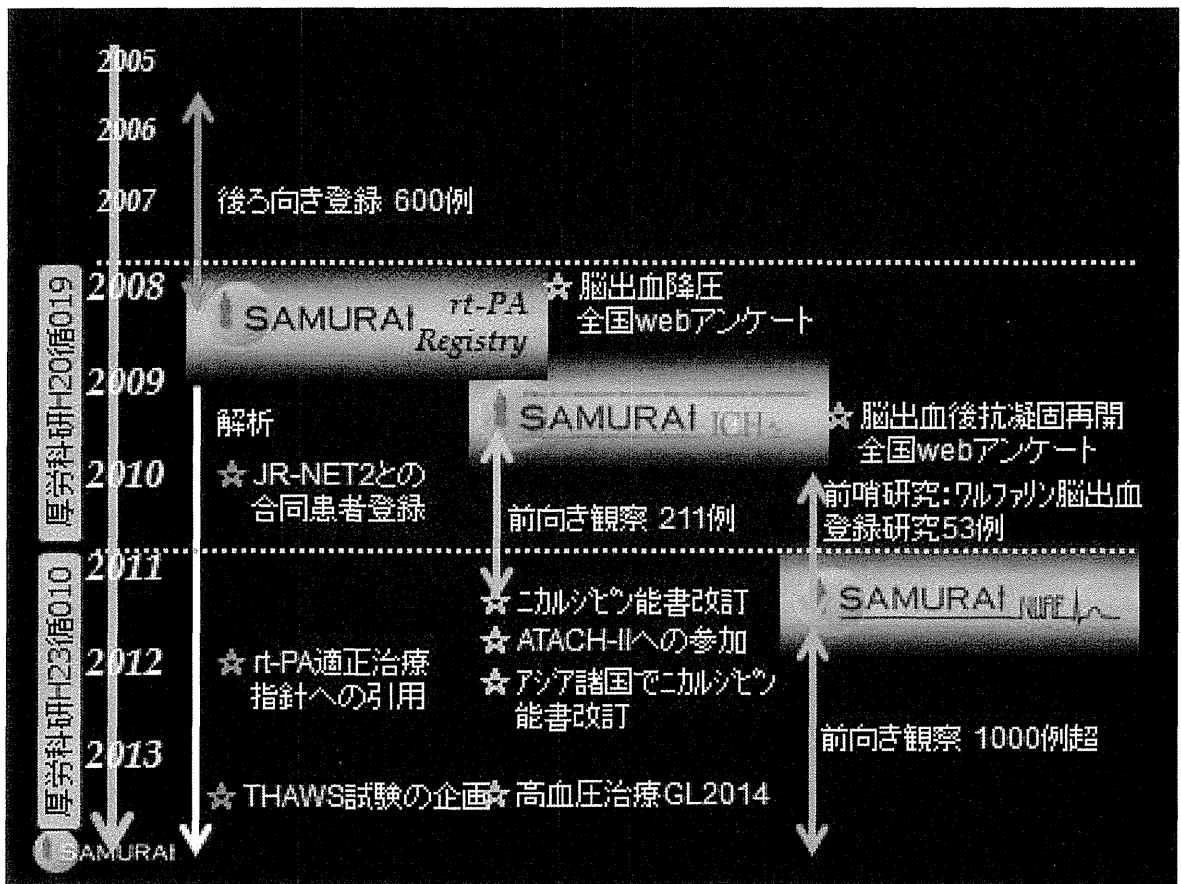 2005
2006
2007
後ろ向き登録 600例
厚労科研H20循019
2008
SAMURAI rt-PA
Registry
☆ 脳出血降圧
全国webアンケート
2009
SAMURAI ICH
解析
☆ 脳出血後抗凝固再開
全国webアンケート
2010
☆ JR-NET2との
合同患者登録
前向き観察 211例
前哨研究:ワルファリン脳出血
登録研究53例
厚労科研H23循010
2011
SAMURAI NVAF
☆ ニカルジピン能書改訂
☆ ATACH-IIへの参加
2012
☆ rt-PA適正治療
指針への引用
☆ アジア諸国でニカルジピン
能書改訂
2013
前向き観察 1000例超
☆ THAWS試験の企画
☆ 高血圧治療GL2014
SAMURAI